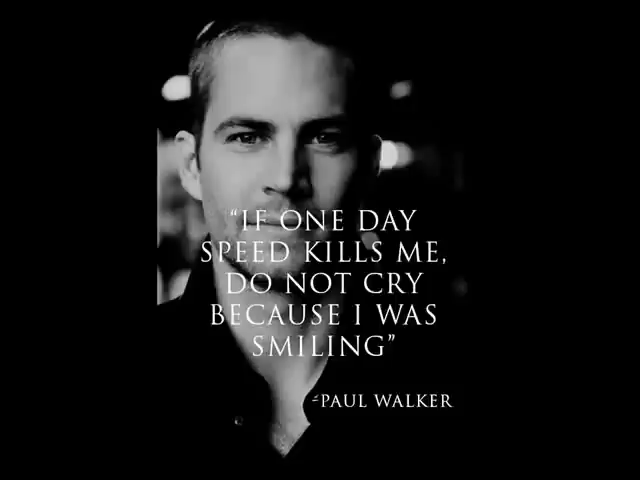 “IF ONE DAY
SPEED KILLS ME,
DO NOT CRY
BECAUSE I WAS
SMILING”
-PAUL WALKER